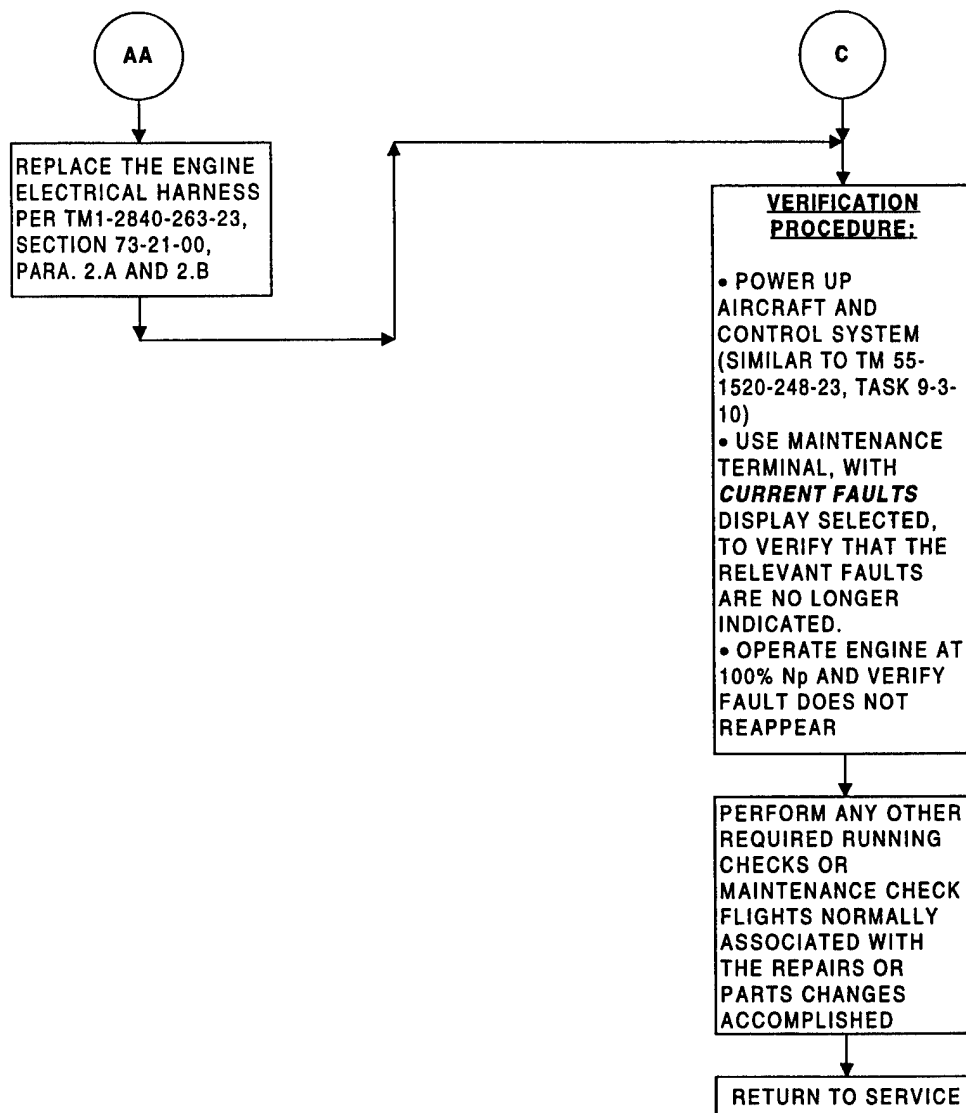 AA
REPLACE THE ENGINE
ELECTRICAL HARNESS
PER TM1-2840-263-23,
SECTION 73-21-00,
PARA. 2.A AND 2.B
C
VERIFICATION
PROCEDURE:
• POWER UP
AIRCRAFT AND
CONTROL SYSTEM
(SIMILAR TO TM 55-
1520-248-23, TASK 9-3-
10)
• USE MAINTENANCE
TERMINAL, WITH
CURRENT FAULTS
DISPLAY SELECTED,
TO VERIFY THAT THE
RELEVANT FAULTS
ARE NO LONGER
INDICATED.
• OPERATE ENGINE AT
100% Np AND VERIFY
FAULT DOES NOT
REAPPEAR
PERFORM ANY OTHER
REQUIRED RUNNING
CHECKS OR
MAINTENANCE CHECK
FLIGHTS NORMALLY
ASSOCIATED WITH
THE REPAIRS OR
PARTS CHANGES
ACCOMPLISHED
RETURN TO SERVICE